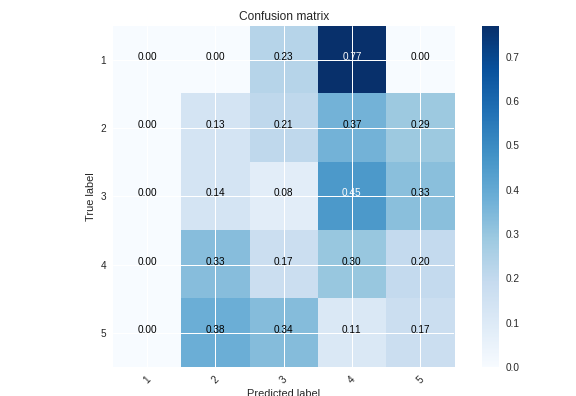 Confusion matrix
1 0.00 0.00 0.23 0.77 0.00
2 0.00 0.13 0.21 0.37 0.29
3 0.00 0.14 0.08 0.45 0.33
4 0.00 0.33 0.17 0.30 0.20
5 0.00 0.38 0.34 0.11 0.17
True label
1 2 3 4 5
Predicted label
0.7
0.6
0.5
0.4
0.3
0.2
0.1
0.0